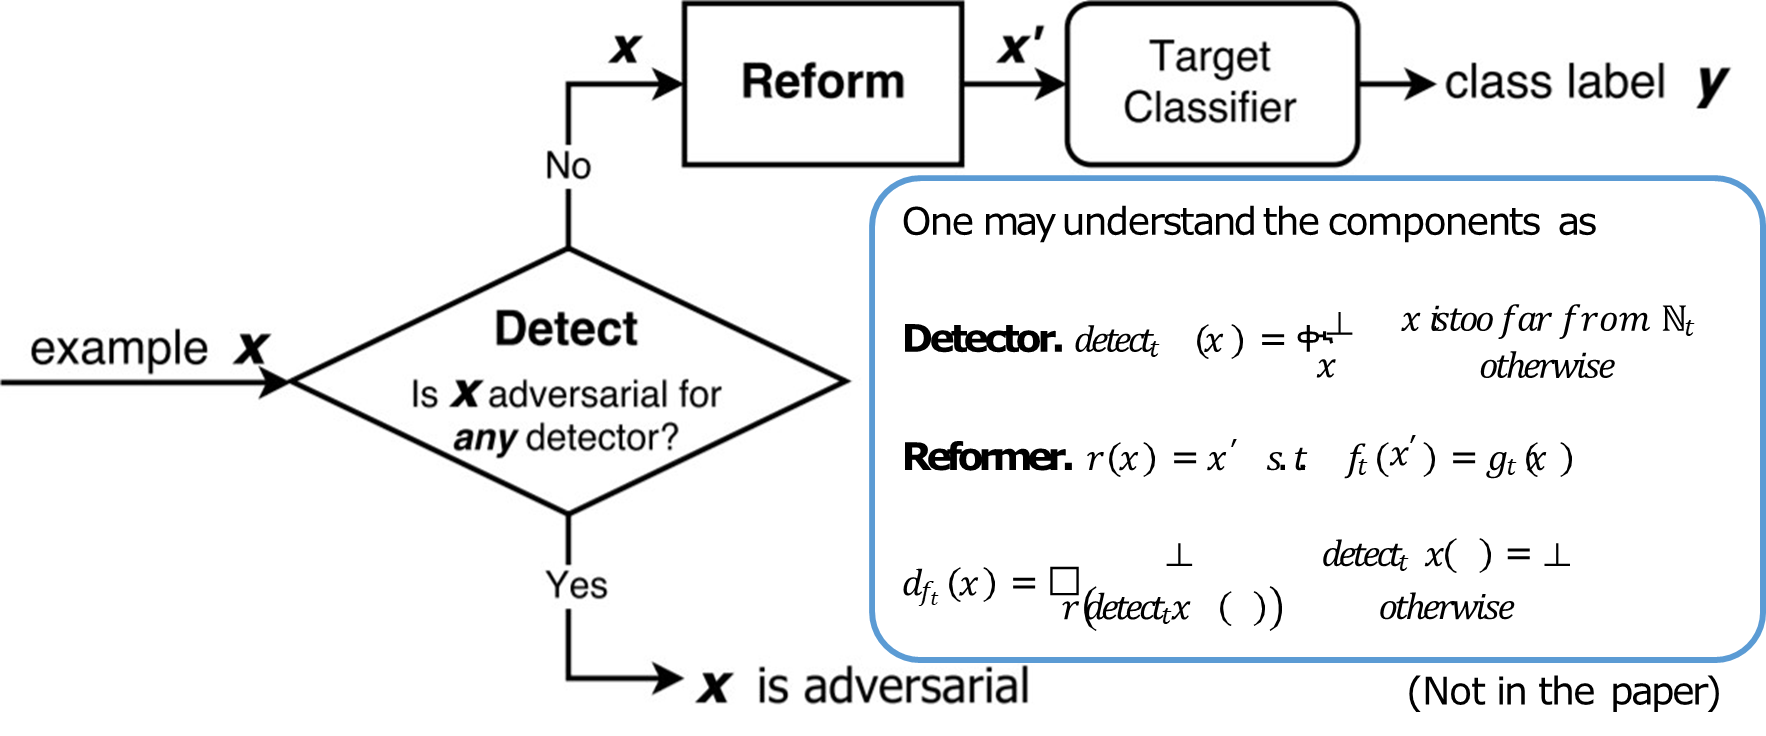 x
Reform
x′
Target
Classifier
class label y
No
example x
Detect
Is x adversarial for
any detector?
Yes
x is adversarial
One may understand the components as
Detector. detect_t (x) = ⊥ x is too far from ℕ_t
x otherwise
Reformer. r(x) = x′ s.t. f_t(x′) = g_t(x)
d_{f_t}(x) = □ ⊥ detect_t x( ) = ⊥
r(detect_t x ( )) otherwise
(Not in the paper)